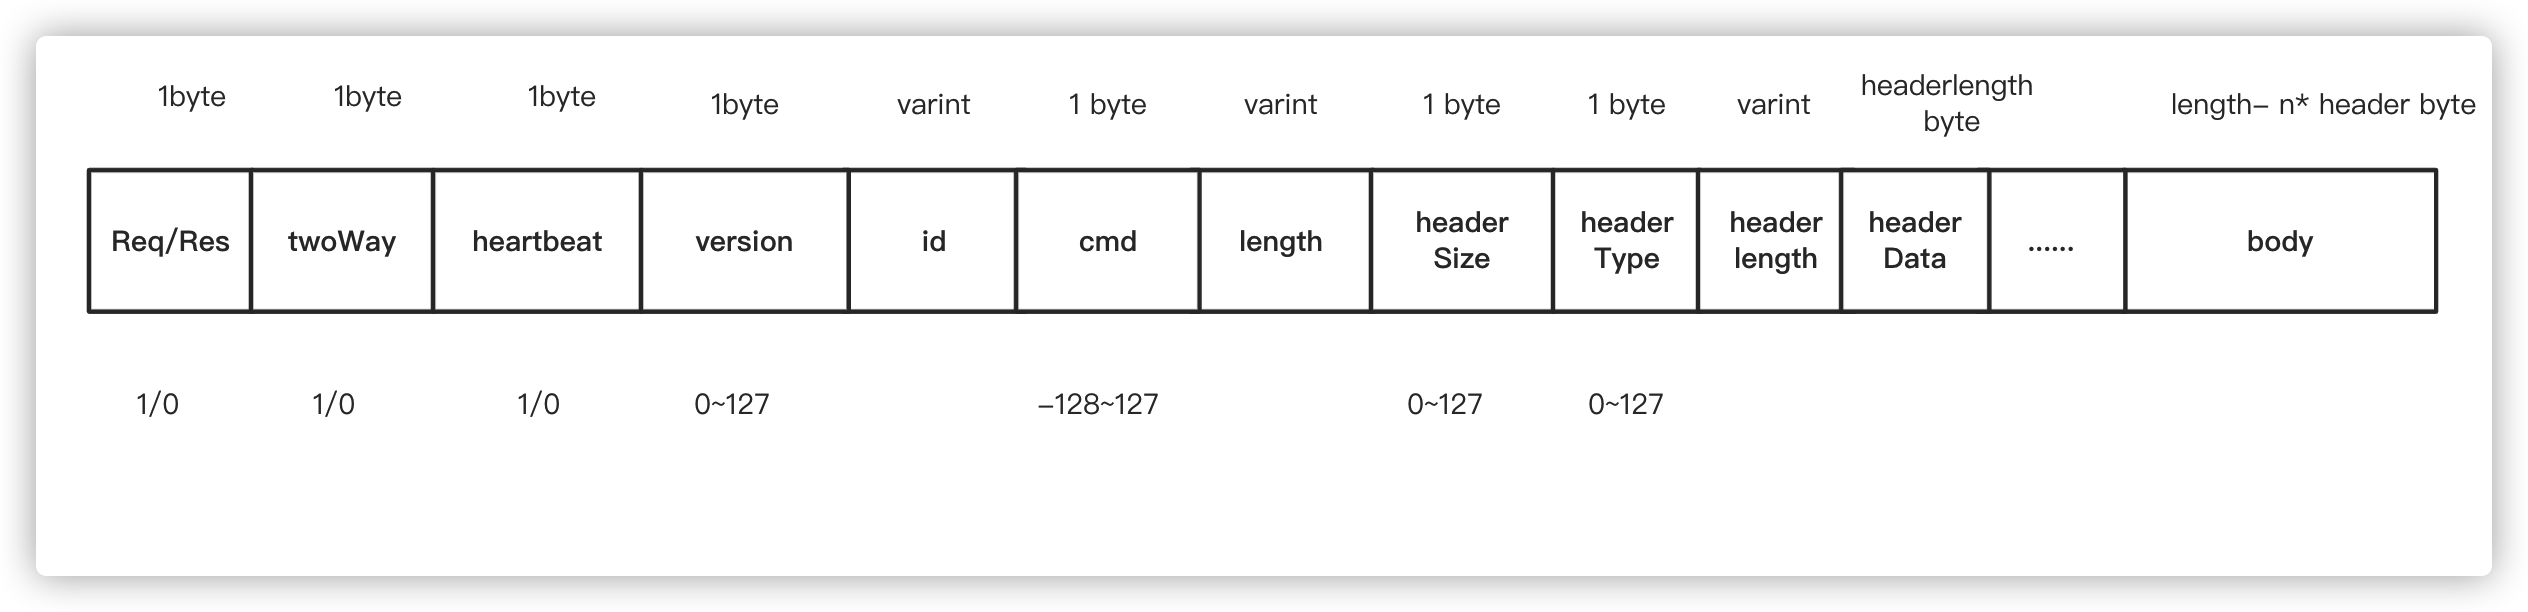 1byte
1byte
1byte
1byte
varint
1 byte
varint
1 byte
1 byte
varint
headerlength
byte
length– n* header byte
Req/Res
twoWay
heartbeat
version
id
cmd
length
header
Size
header
Type
header
length
header
Data
......
body
1/0
1/0
1/0
0~127
–128~127
0~127
0~127